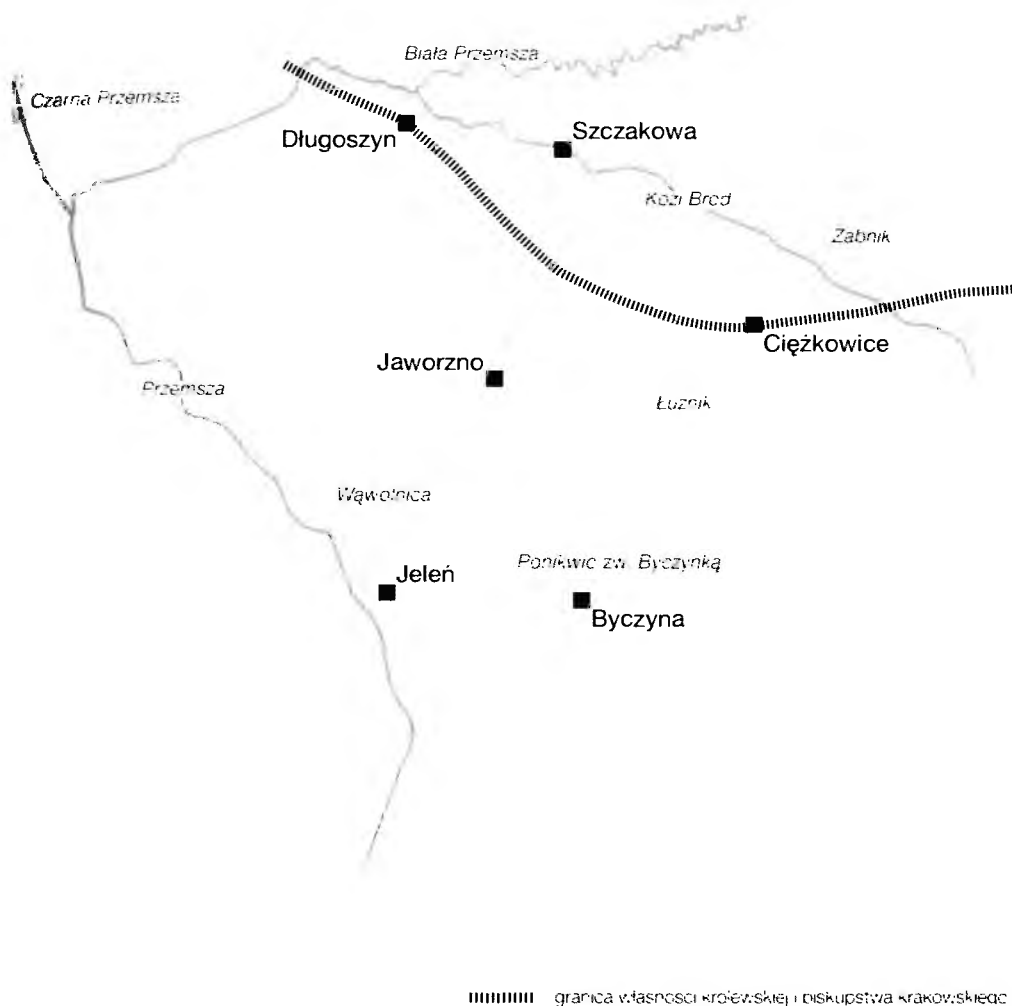 Biała Przemsza
Czarna Przemsza
Długoszyn
Szczakowa
Kozi Bród
Żabnik
Ciężkowice
Jaworzno
Przemsza
Łużnik
Wąwolnica
Jeleń
Ponikwic zw. Byczynką
Byczyna
granica własności królewskiej i biskupstwa krakowskiego